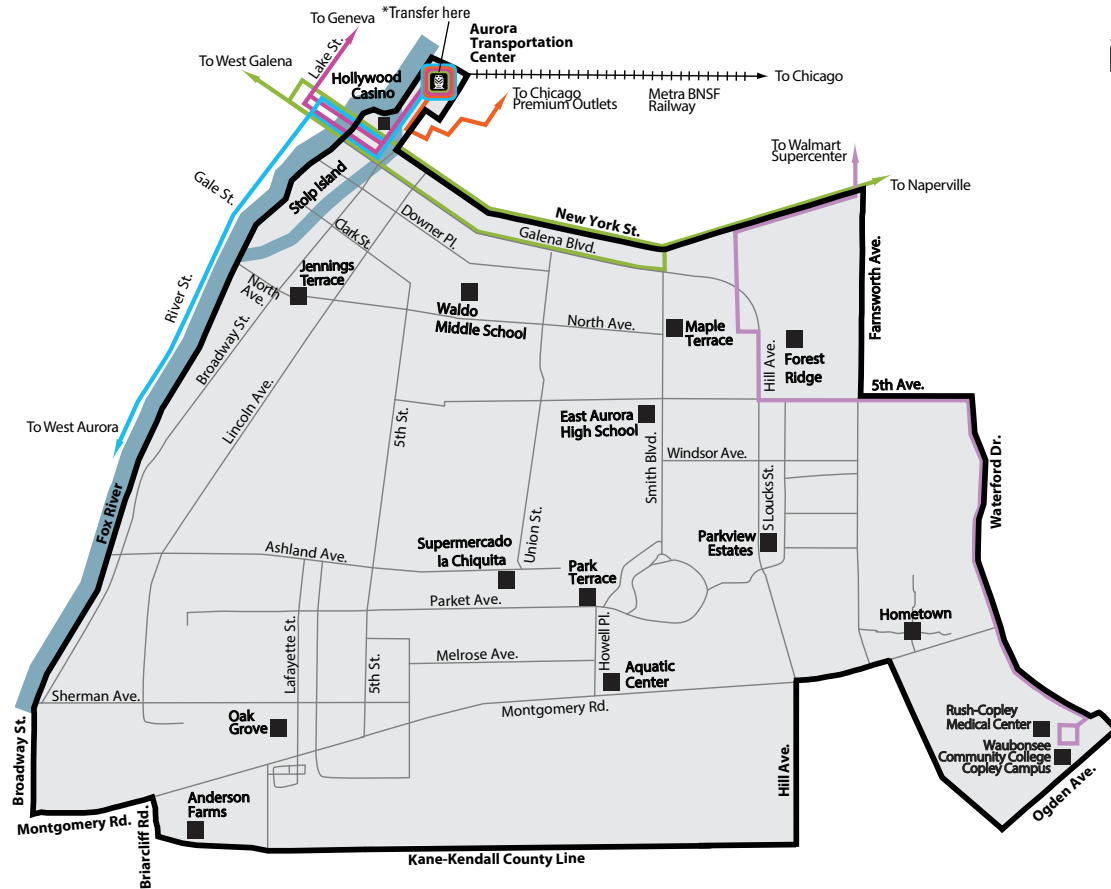 *Transfer here
To Geneva
Lake St.
Aurora
Transportation
Center
To West Galena
Hollywood
Casino
To Chicago
Metra BNSF
Railway
To Chicago
Premium Outlets
To Walmart
Supercenter
To Naperville
Gale St.
Stolp Island
Downer Pl.
Clark St.
New York St.
Galena Blvd.
Farnsworth Ave.
River St.
North
Ave.
Jennings
Terrace
Waldo
Middle School
North Ave.
Maple
Terrace
Hill Ave.
Forest
Ridge
Broadway St.
Lincoln Ave.
5th Ave.
5th St.
To West Aurora
East Aurora
High School
Smith Blvd.
Windsor Ave.
S Loucks St.
Waterford Dr.
Fox River
Union St.
Ashland Ave.
Supermercado
la Chiquita
Park
Terrace
Parkview
Estates
Parket Ave.
Hometown
Lafayette St.
5th St.
Melrose Ave.
Howell Pl.
Aquatic
Center
Sherman Ave.
Oak
Grove
Montgomery Rd.
Rush-Copley
Medical Center
Waubonsee
Community College
Copley Campus
Broadway St.
Hill Ave.
Ogden Ave.
Anderson
Farms
Montgomery Rd.
Briarcliff Rd.
Kane-Kendall County Line